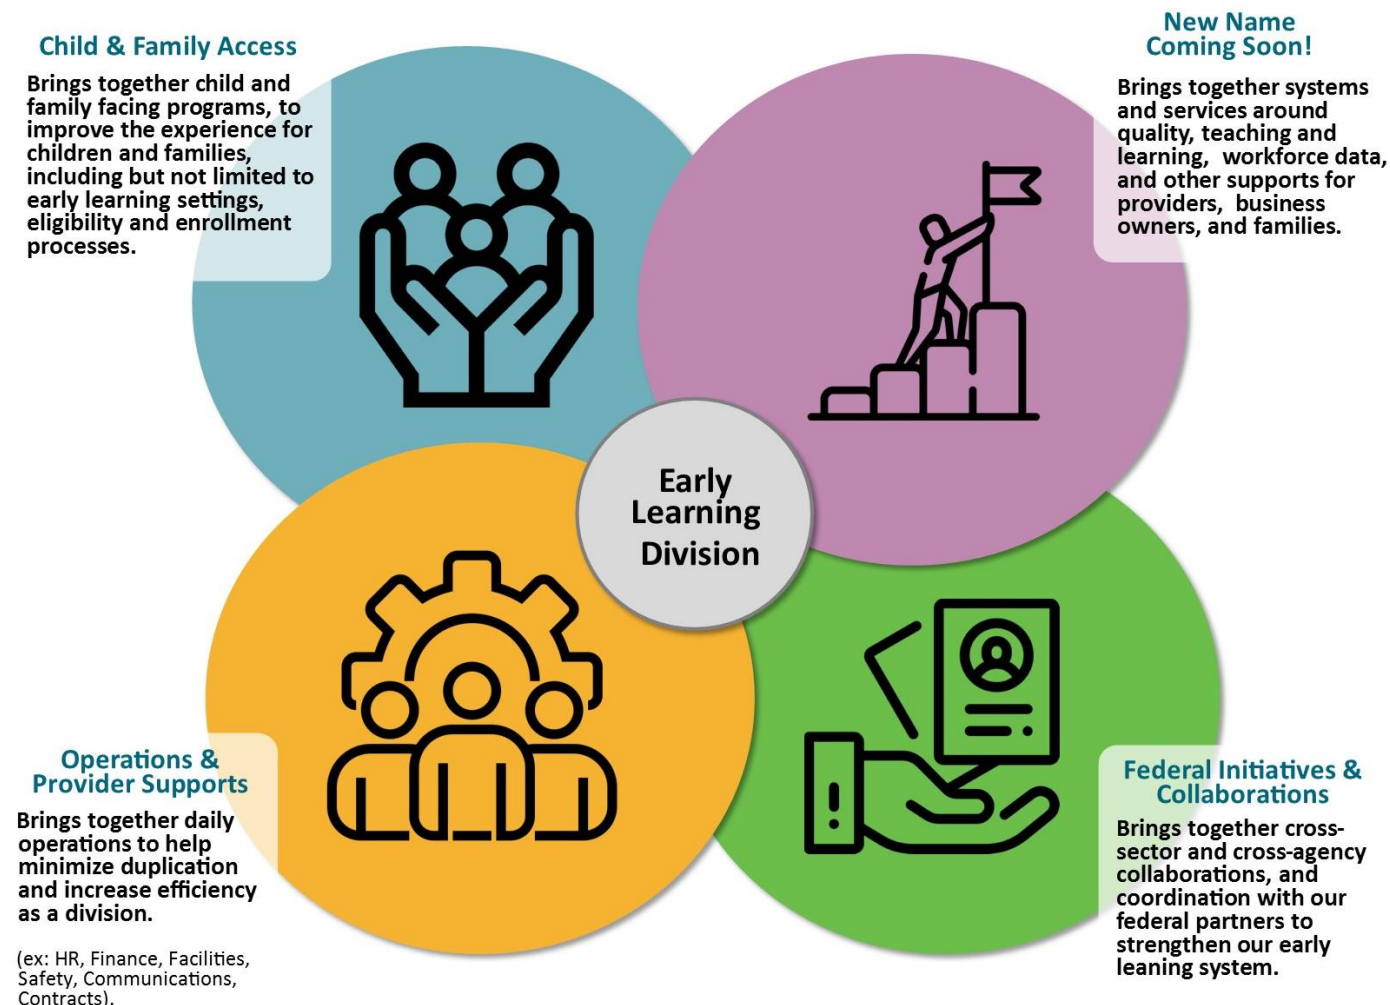 Child & Family Access
Brings together child and
family facing programs, to
improve the experience for
children and families,
including but not limited to
early learning settings,
eligibility and enrollment
processes.
New Name
Coming Soon!
Brings together systems
and services around
quality, teaching and
learning, workforce data,
and other supports for
providers, business
owners, and families.
Early
Learning
Division
Operations &
Provider Supports
Brings together daily
operations to help
minimize duplication
and increase efficiency
as a division.
(ex: HR, Finance, Facilities,
Safety, Communications,
Contracts).
Federal Initiatives &
Collaborations
Brings together cross-
sector and cross-agency
collaborations, and
coordination with our
federal partners to
strengthen our early
leaning system.